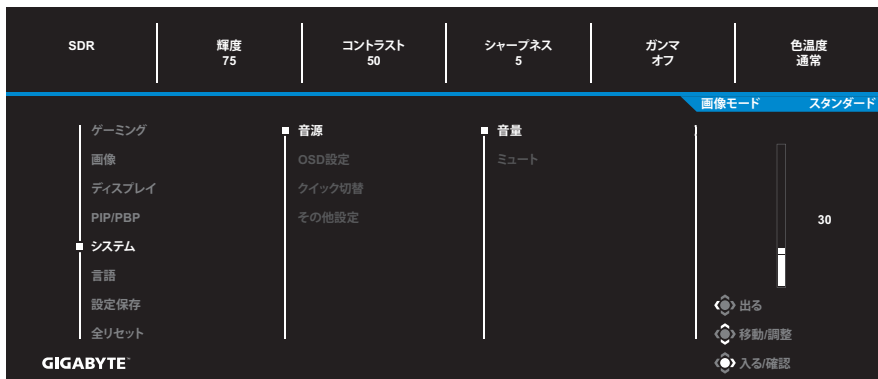 SDR
輝度
75
コントラスト
50
シャープネス
5
ガンマ
オフ
色温度
通常
画像モード スタンダード
ゲーミング
画像
ディスプレイ
PIP/PBP
システム
言語
設定保存
全リセット
音源
OSD設定
クイック切替
その他設定
音量
ミュート
30
出る
移動/調整
入る/確認
GIGABYTE™